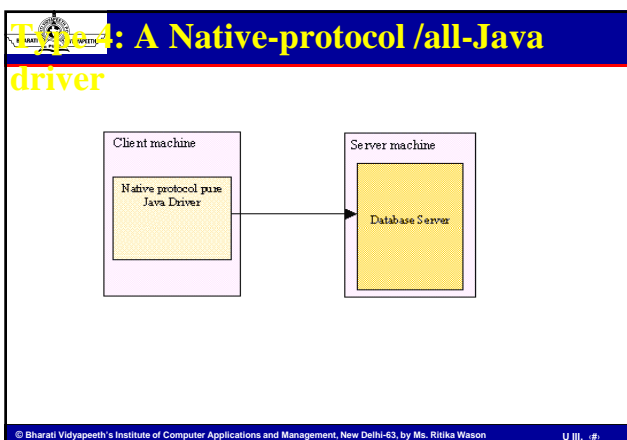 Type 4: A Native-protocol /all-Java
driver
Client machine
Native protocol pure
Java Driver
Server machine
Database Server
© Bharati Vidyapeeth's Institute of Computer Applications and Management, New Delhi-63, by Ms. Ritika Wason
U III. ‹#›